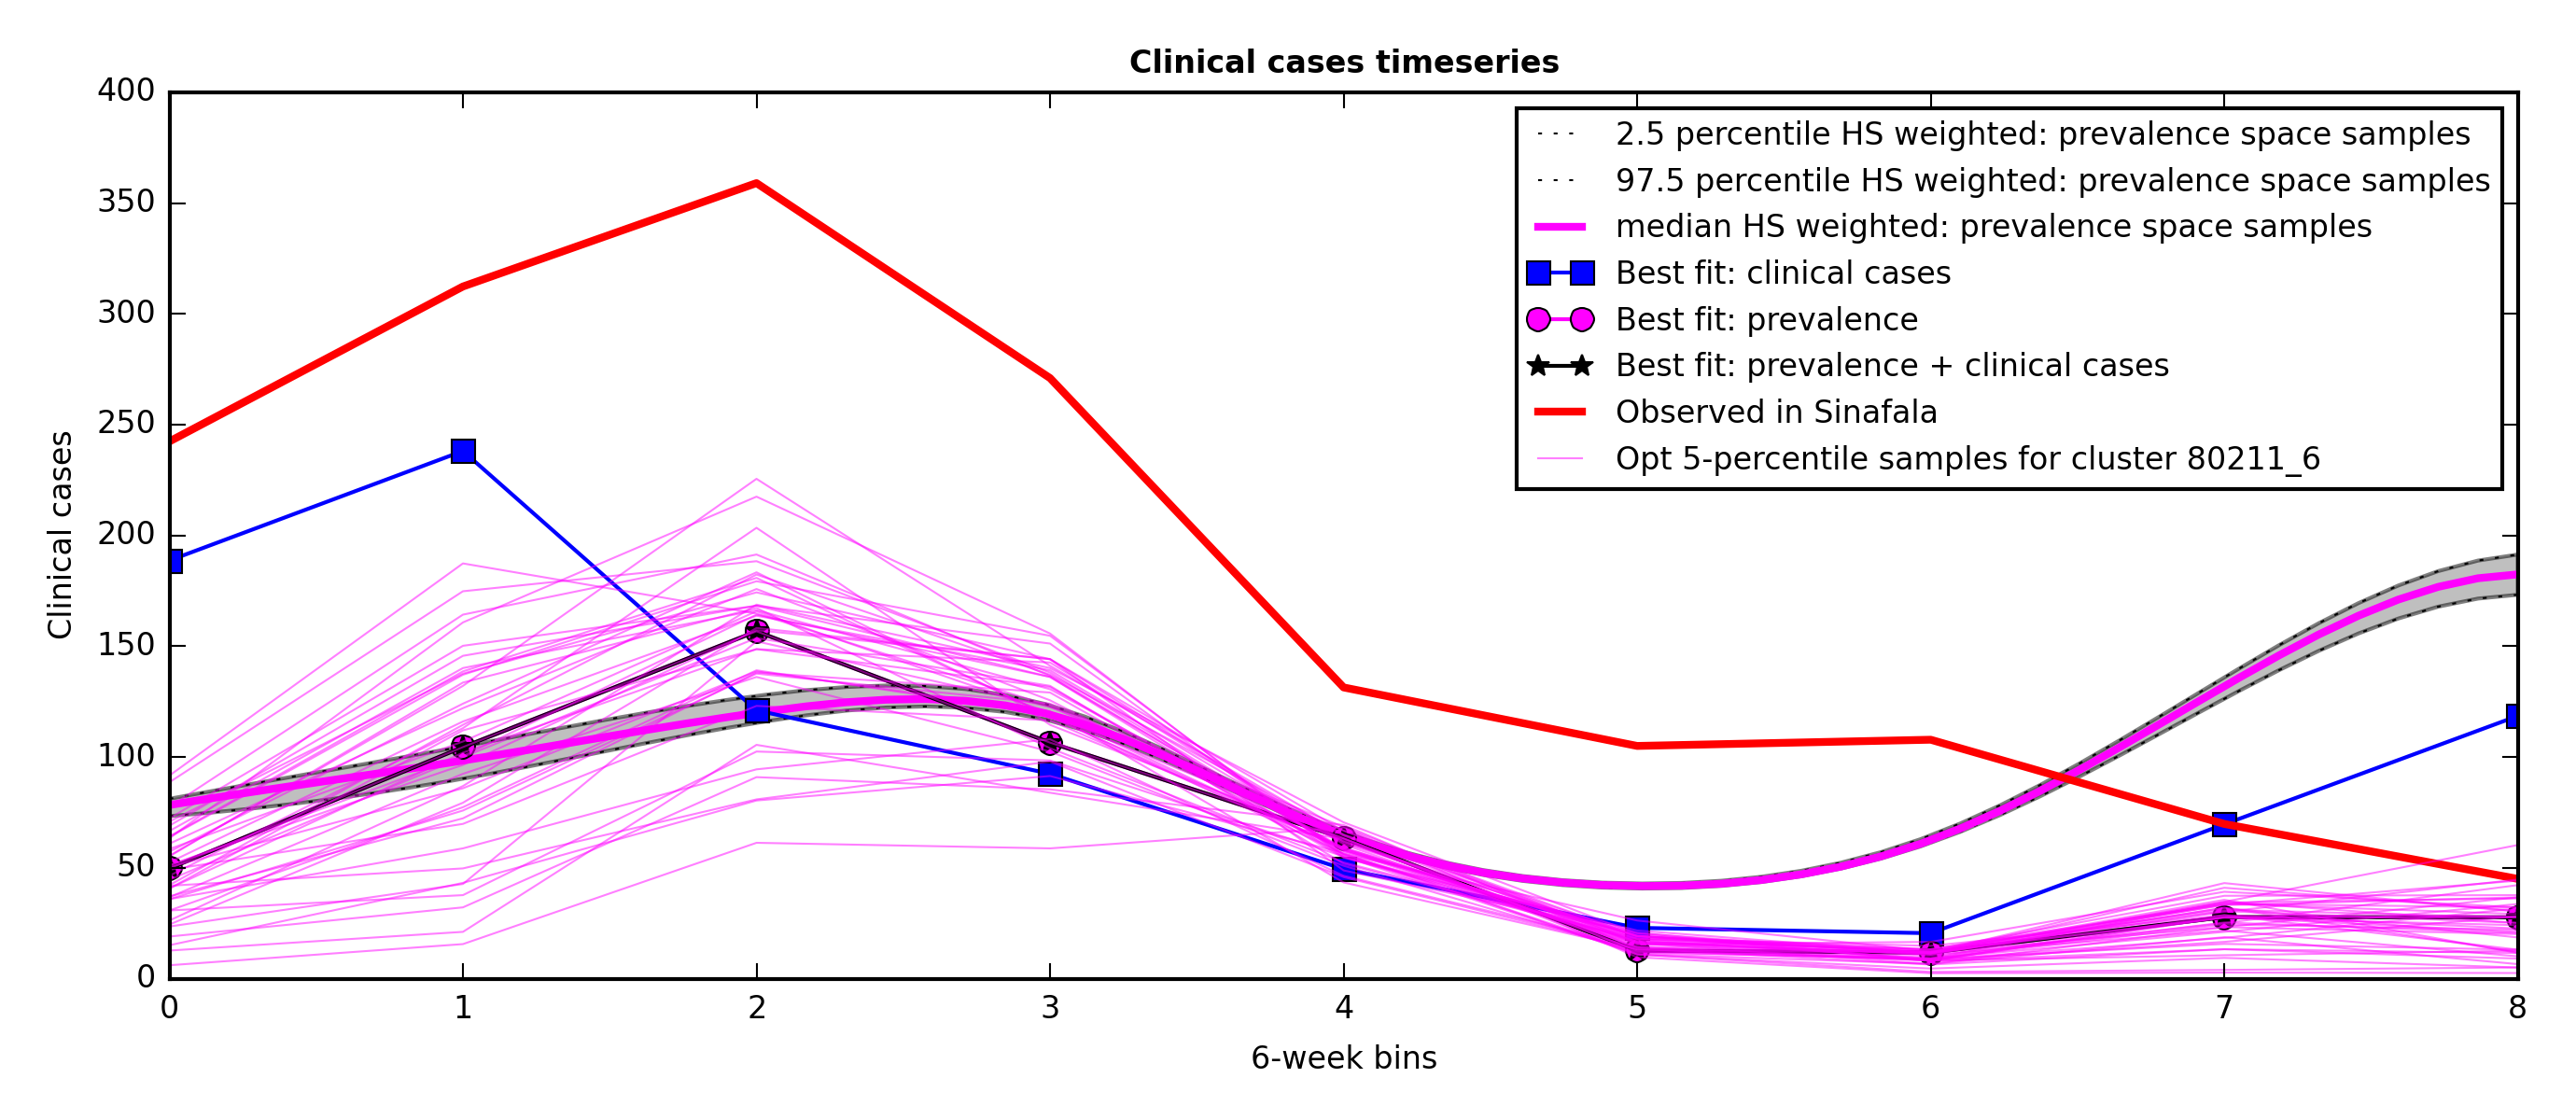 Clinical cases timeseries
400
350
300
250
200
150
100
50
0
Clinical cases
2.5 percentile HS weighted: prevalence space samples
97.5 percentile HS weighted: prevalence space samples
median HS weighted: prevalence space samples
Best fit: clinical cases
Best fit: prevalence
Best fit: prevalence + clinical cases
Observed in Sinafala
Opt 5-percentile samples for cluster 80211_6
0 1 2 3 4 5 6 7 8
6-week bins